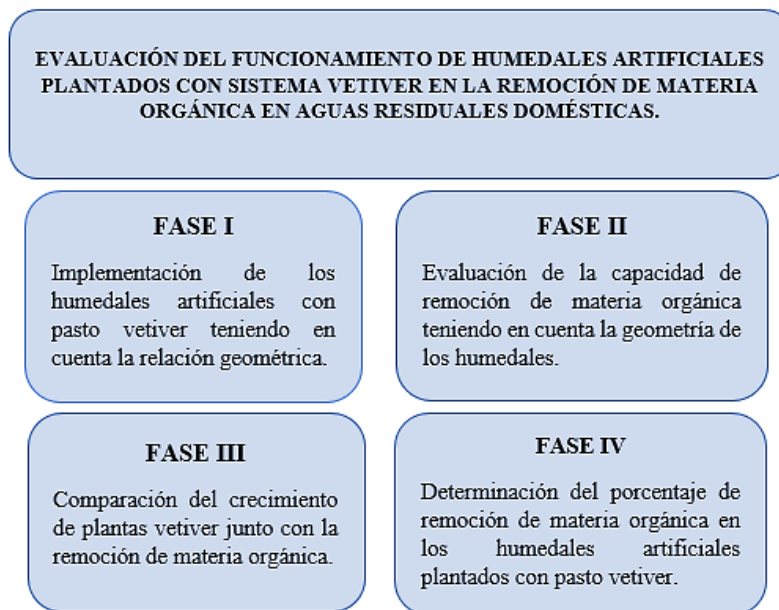 EVALUACIÓN DEL FUNCIONAMIENTO DE HUMEDALES ARTIFICIALES
PLANTADOS CON SISTEMA VETIVER EN LA REMOCIÓN DE MATERIA
ORGÁNICA EN AGUAS RESIDUALES DOMÉSTICAS.
FASE I
Implementación de los
humedales artificiales con
pasto vetiver teniendo en
cuenta la relación geométrica.
FASE II
Evaluación de la capacidad de
remoción de materia orgánica
teniendo en cuenta la geometría de
los humedales.
FASE III
Comparación del crecimiento
de plantas vetiver junto con la
remoción de materia orgánica.
FASE IV
Determinación del porcentaje de
remoción de materia orgánica en
los humedales artificiales
plantados con pasto vetiver.